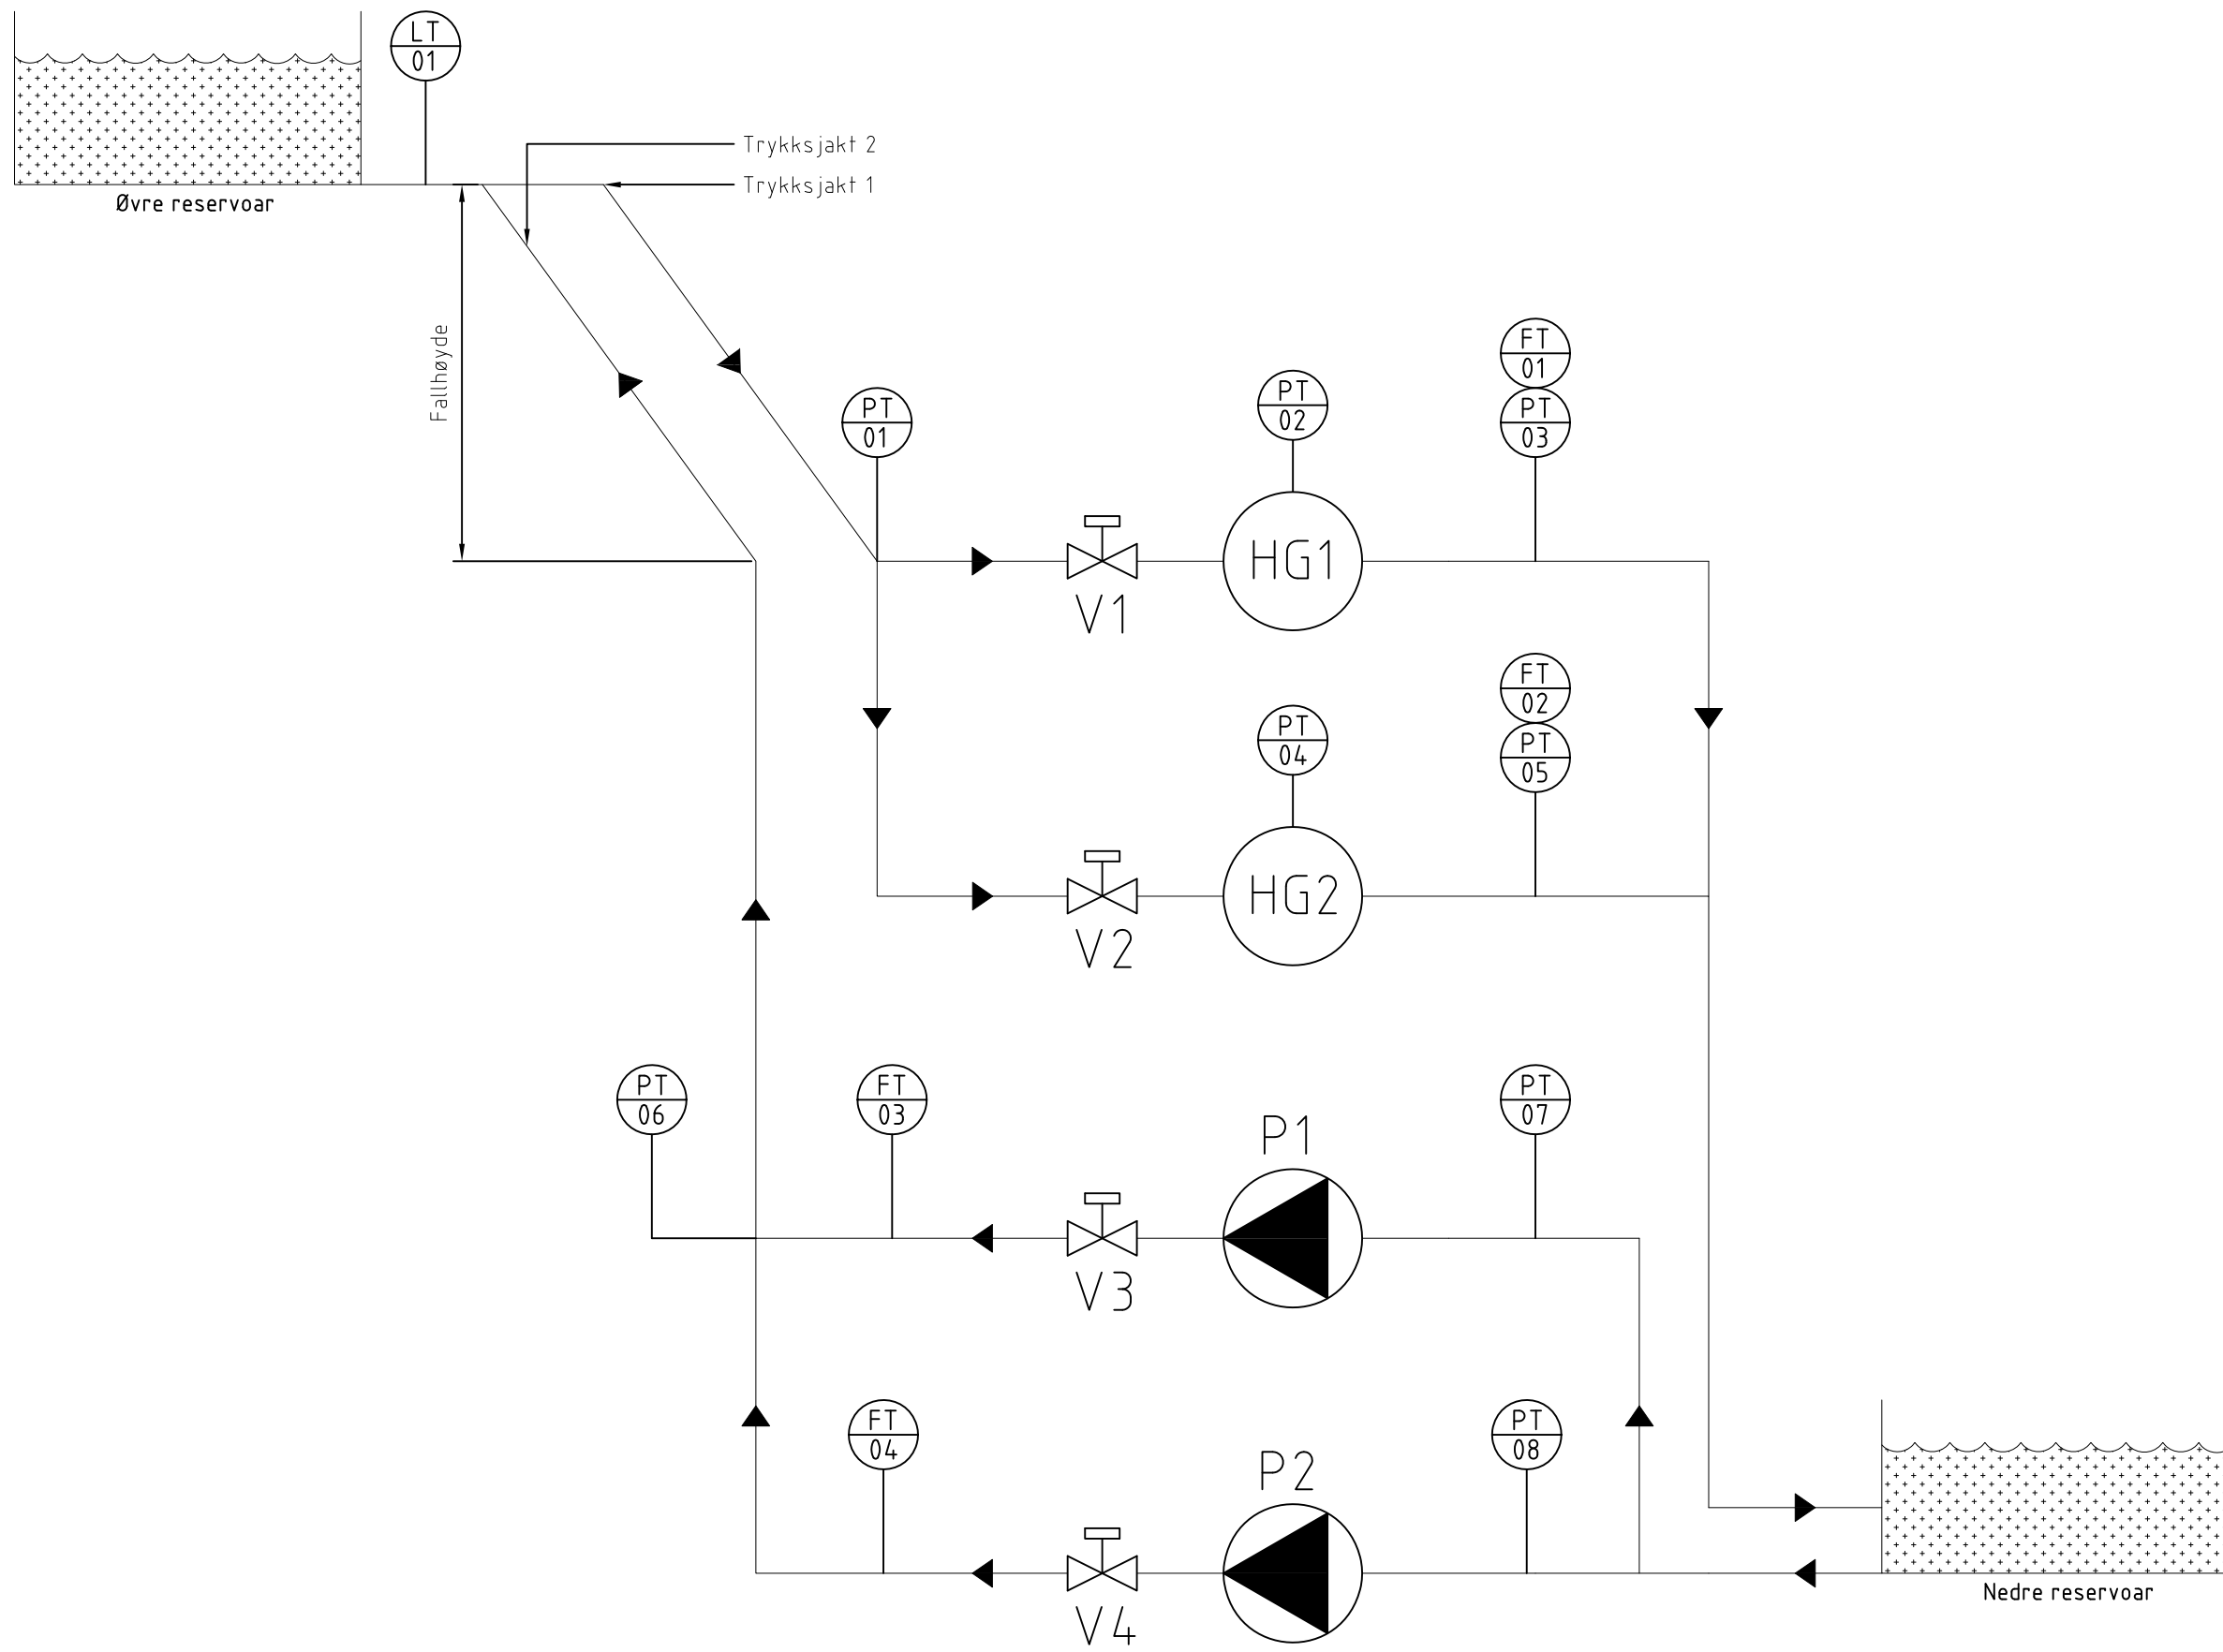 LT
01
Trykksjakt 2
Trykksjakt 1
Øvre reservoar
Fallhøyde
FT
01
PT
02
PT
01
PT
03
HG1
V1
FT
02
PT
04
PT
05
HG2
V2
PT
06
FT
03
PT
07
P1
V3
FT
04
PT
08
P2
V4
Nedre reservoar